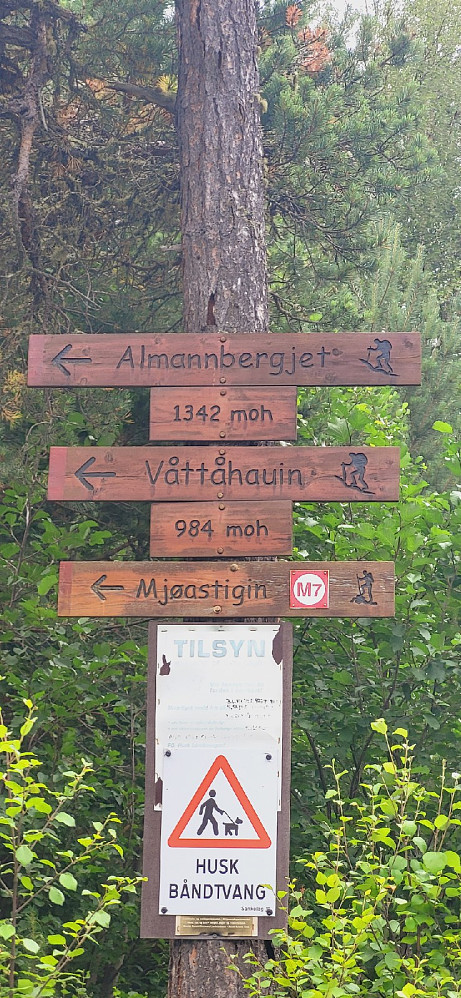 Almannbergjet
1342 moh
Våttåhauin
984 moh
Mjøastigin M7
TILSYN
HUSK
BÅNDTVANG